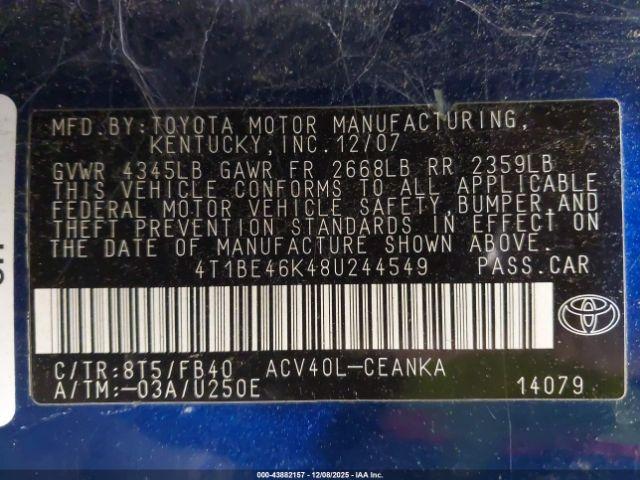 MFD.BY:TOYOTA MOTOR MANUFACTURING,
KENTUCKY,INC.12/07
GVWR 4345LB GAWR FR 2668LB RR 2359LB
THIS VEHICLE CONFORMS TO ALL APPLICABLE
FEDERAL MOTOR VEHICLE SAFETY,BUMPER,AND
THEFT PREVENTION STANDARDS IN EFFECT ON
THE DATE OF MANUFACTURE SHOWN ABOVE.
4T1BE46K48U244549 PASS.CAR
C/TR:8T5/FB40 ACV40L-CEANKA
A/TM:-03A/U250E 14079
000-43882157 - 12/08/2025 - IAA Inc.